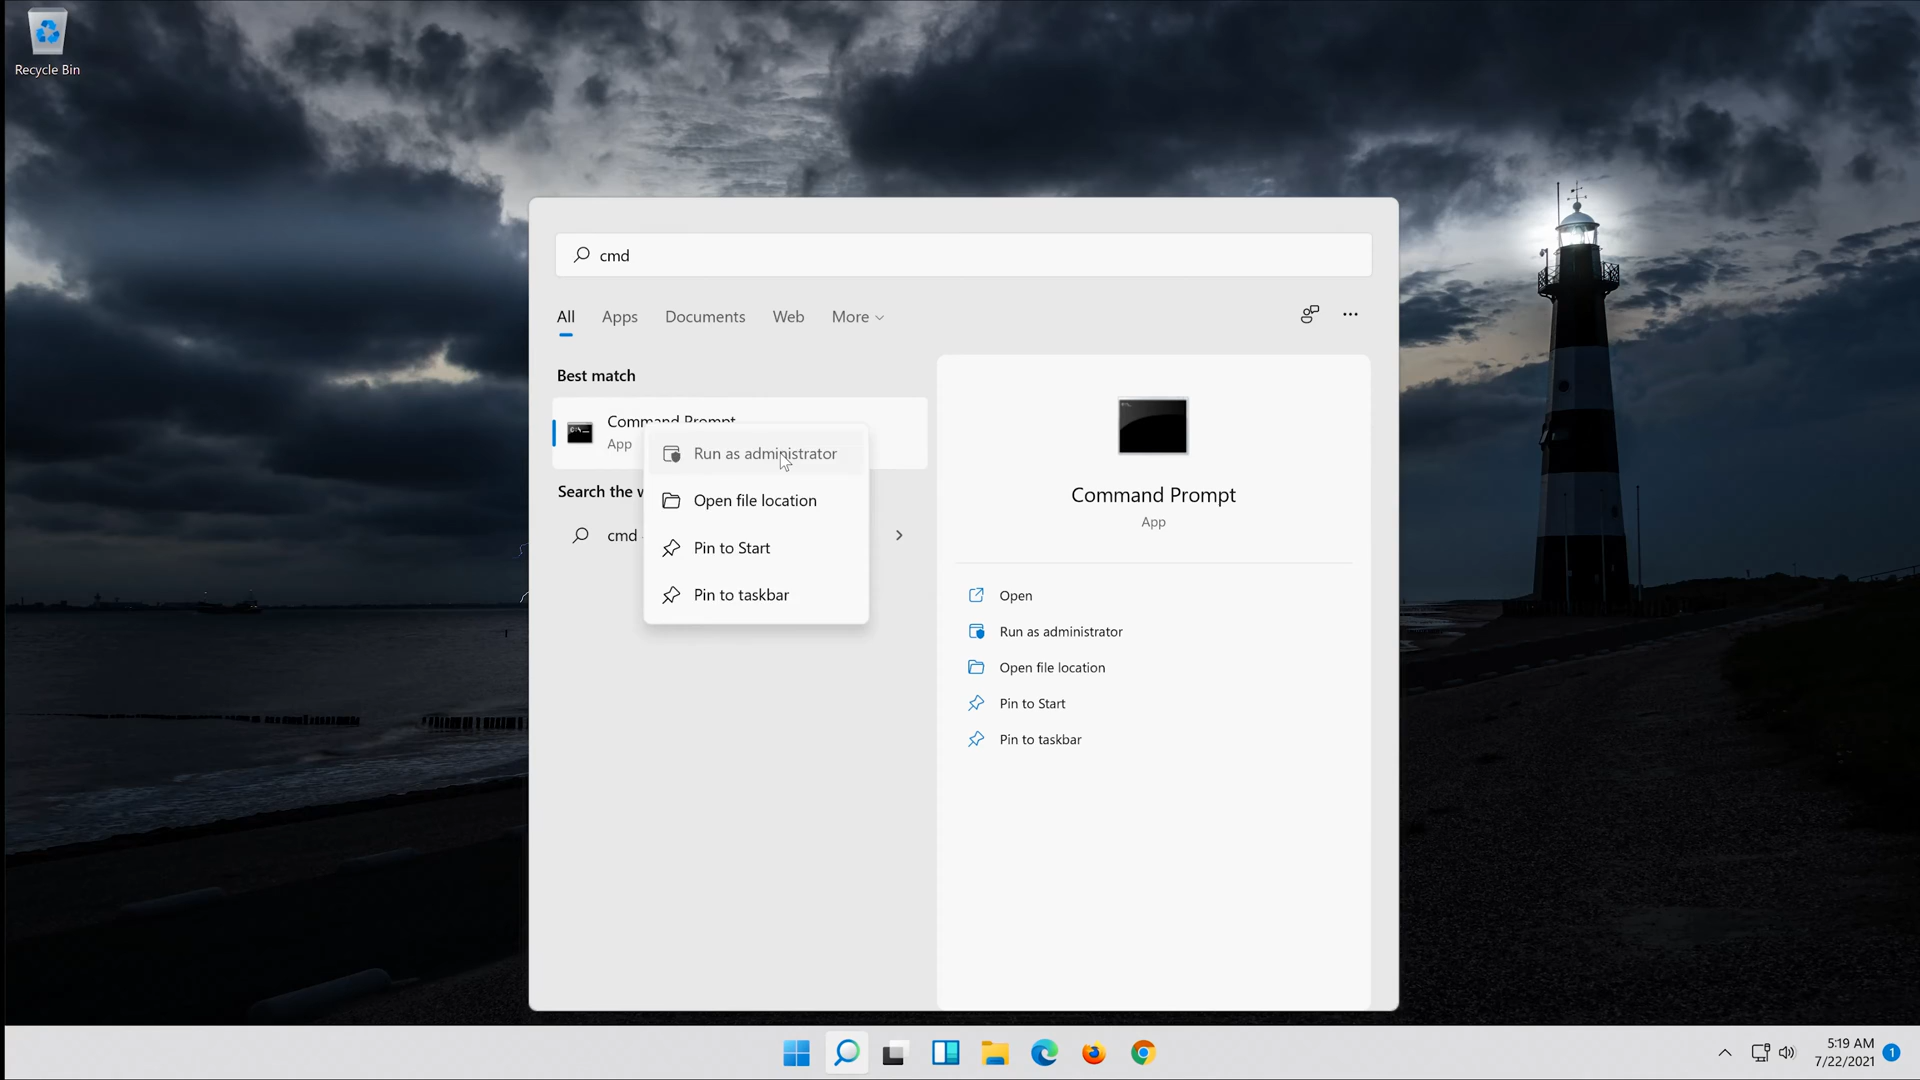 Recycle Bin
cmd
All
Apps
Documents
Web
More
Best match
Command Prompt
App
Run as administrator
Open file location
Pin to Start
Pin to taskbar
Search the
cmd
Command Prompt
App
Open
Run as administrator
Open file location
Pin to Start
Pin to taskbar
5:19 AM
7/22/2021
1